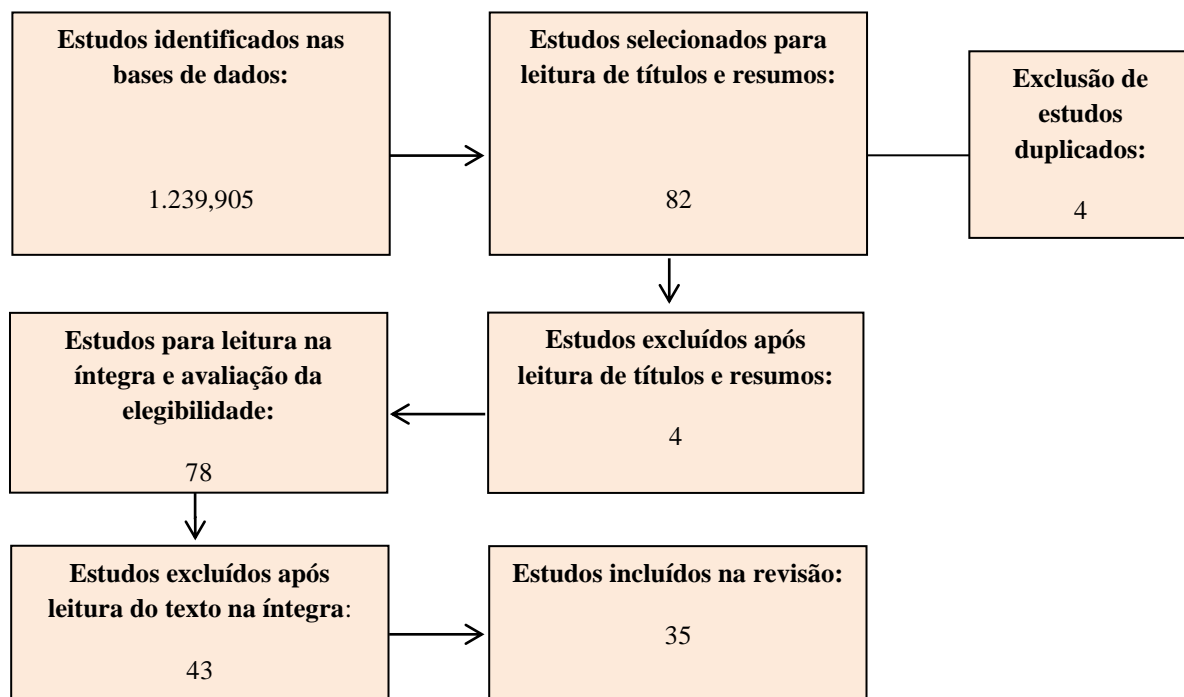 Estudos identificados nas
bases de dados:
1.239,905
Estudos selecionados para
leitura de títulos e resumos:
82
Exclusão de
estudos
duplicados:
4
Estudos excluídos após
leitura de títulos e resumos:
4
Estudos para leitura na
íntegra e avaliação da
elegibilidade:
78
Estudos excluídos após
leitura do texto na íntegra:
43
Estudos incluídos na revisão:
35